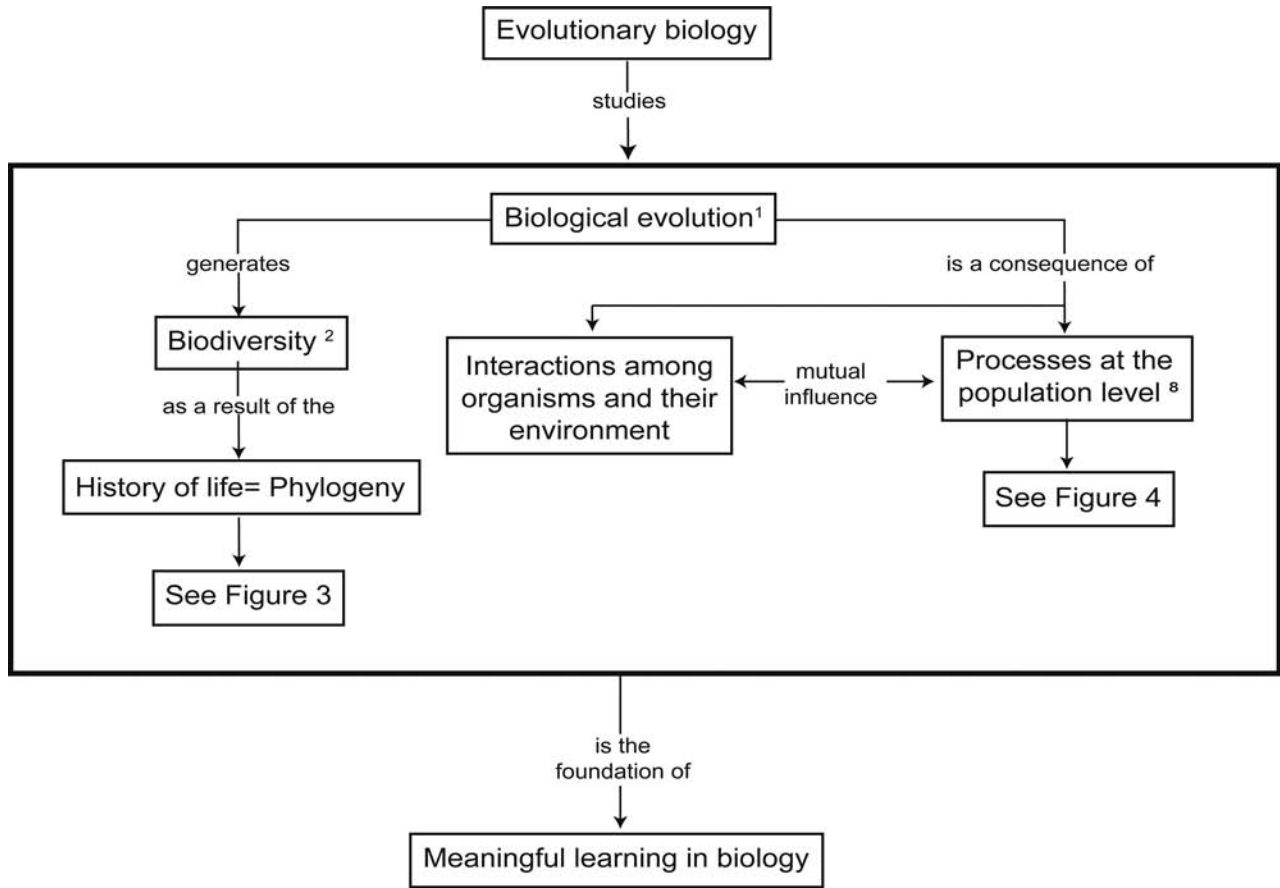 Evolutionary biology
studies
Biological evolution¹
generates
is a consequence of
Biodiversity ²
Interactions among
organisms and their
environment
mutual
influence
Processes at the
population level ⁸
as a result of the
History of life= Phylogeny
See Figure 4
See Figure 3
is the
foundation of
Meaningful learning in biology